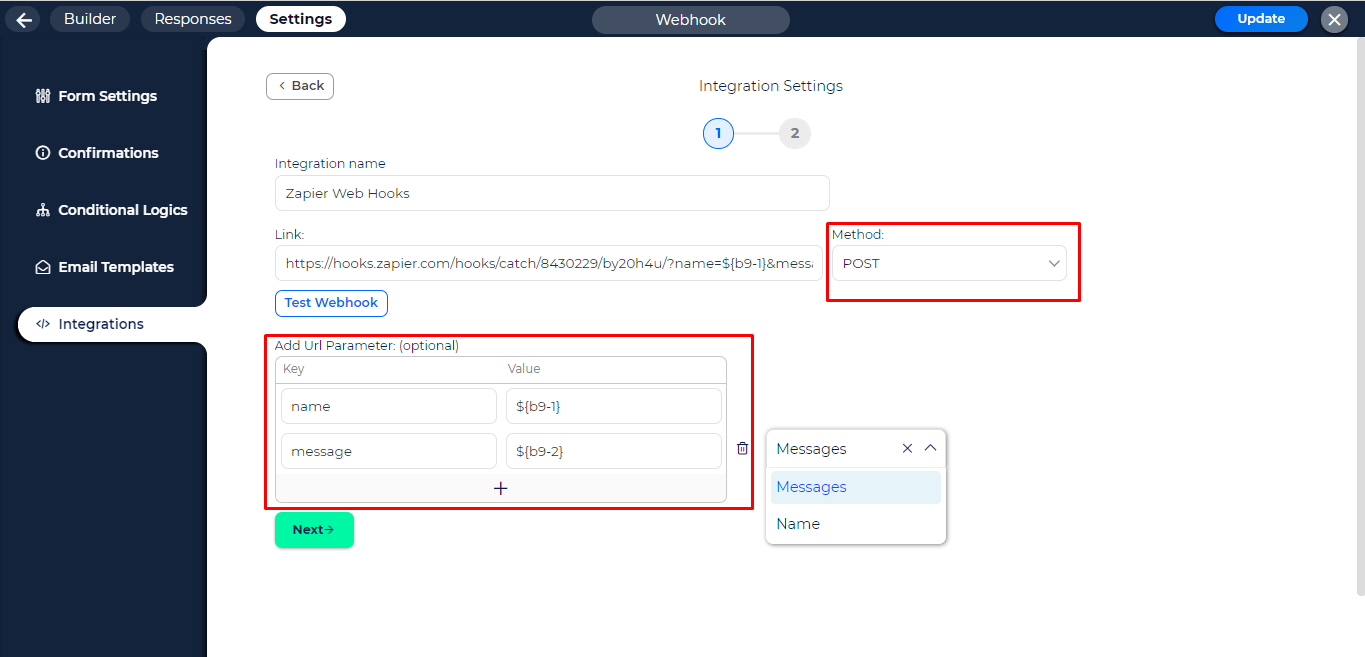 Builder Responses Settings Webhook Update
Form Settings
Confirmations
Conditional Logics
Email Templates
Integrations
Back Integration Settings
1 2
Integration name
Zapier Web Hooks
Link: Method:
https://hooks.zapier.com/hooks/catch/8430229/by20h4u/?name=${b9-1}&messa POST
Test Webhook
Add Url Parameter: (optional)
Key Value
name ${b9-1}
message ${b9-2}
+
Next→
Messages
Messages
Name